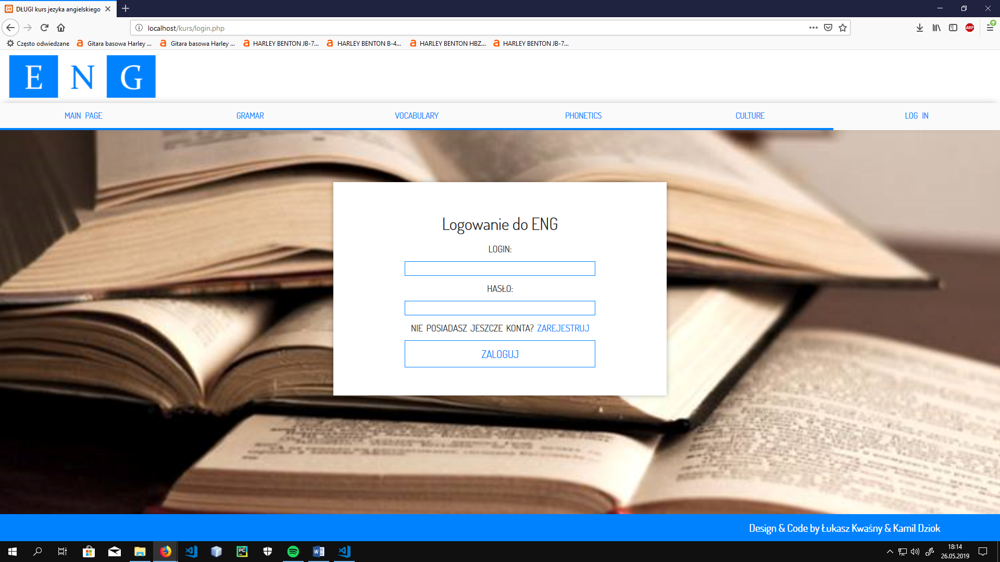 DŁUGI kurs jezyka angielskiego
localhost/kurs/login.php
Często odwiedzane
Gitara basowa Harley ...
Gitara basowa Harley ...
HARLEY BENTON JB-7...
HARLEY BENTON B-4...
HARLEY BENTON HBZ...
HARLEY BENTON JB-7...
ABP
E N G
MAIN PAGE
GRAMAR
VOCABULARY
PHONETICS
CULTURE
LOG IN
Logowanie do ENG
LOGIN:
HASŁO:
NIE POSIADASZ JESZCZE KONTA? ZAREJESTRUJ
ZALOGUJ
Design & Code by Łukasz Kwaśny & Kamil Dziok
PC
W
18:14
26.05.2019